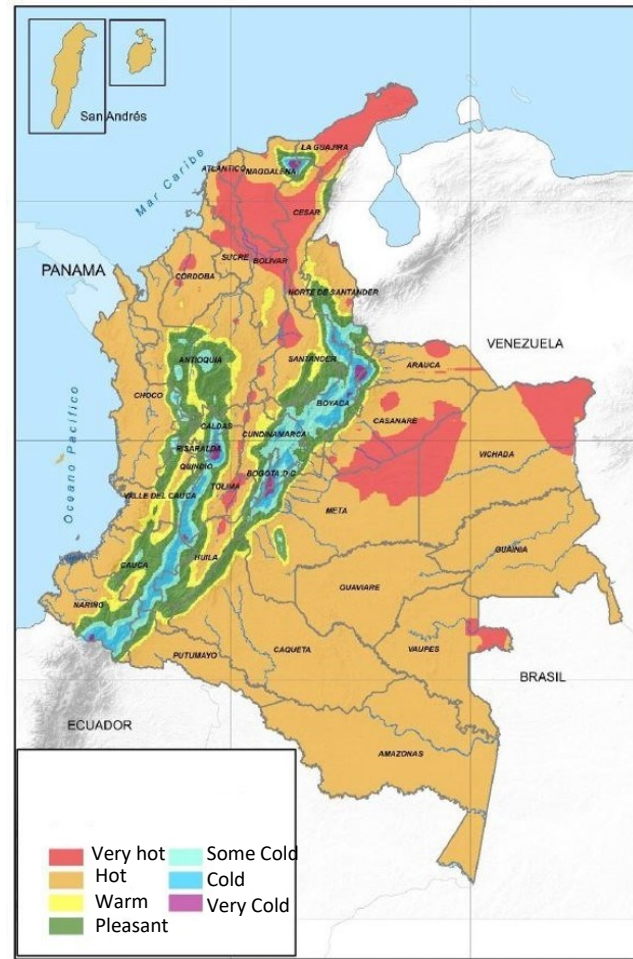 San Andrés
Mar Caribe
LA GUAJIRA
ATLANTICO
MAGDALENA
CESAR
PANAMA
SUCRE
BOLIVAR
CORDOBA
NORTE DE SANTANDER
VENEZUELA
ANTIOQUIA
SANTANDER
ARAUCA
CHOCO
BOYACA
CASANARE
CALDAS
CUNDINAMARCA
RISARALDA
VICHADA
Oceano Pacífico
QUINDIO
BOGOTA D.C
TOLIMA
VALLE DEL CAUCA
META
GUAINIA
HUILA
CAUCA
GUAVIARE
NARIÑO
CAQUETA
VAUPES
PUTUMAYO
BRASIL
ECUADOR
AMAZONAS
Very hot
Some Cold
Hot
Cold
Warm
Very Cold
Pleasant